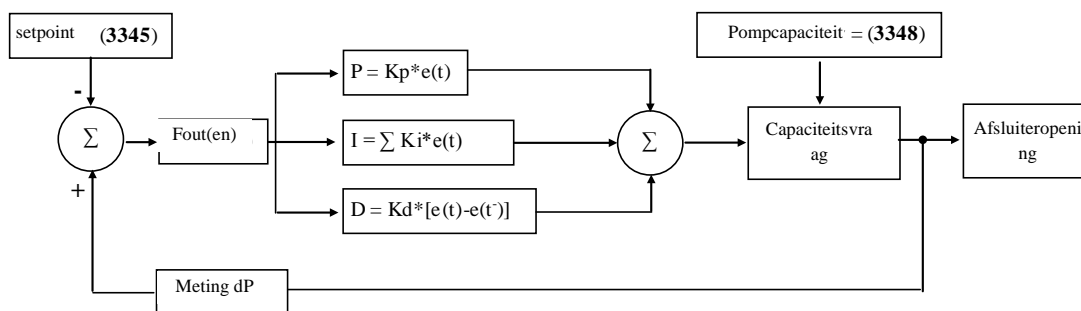 setpoint (3345)
Pompcapaciteit = (3348)
-
P = Kp*e(t)
∑
Fout(en)
I = ∑ Ki*e(t)
∑
Capaciteitsvra
ag
Afsluiteropeni
ng
+
D = Kd*[e(t)-e(t⁻)]
Meting dP